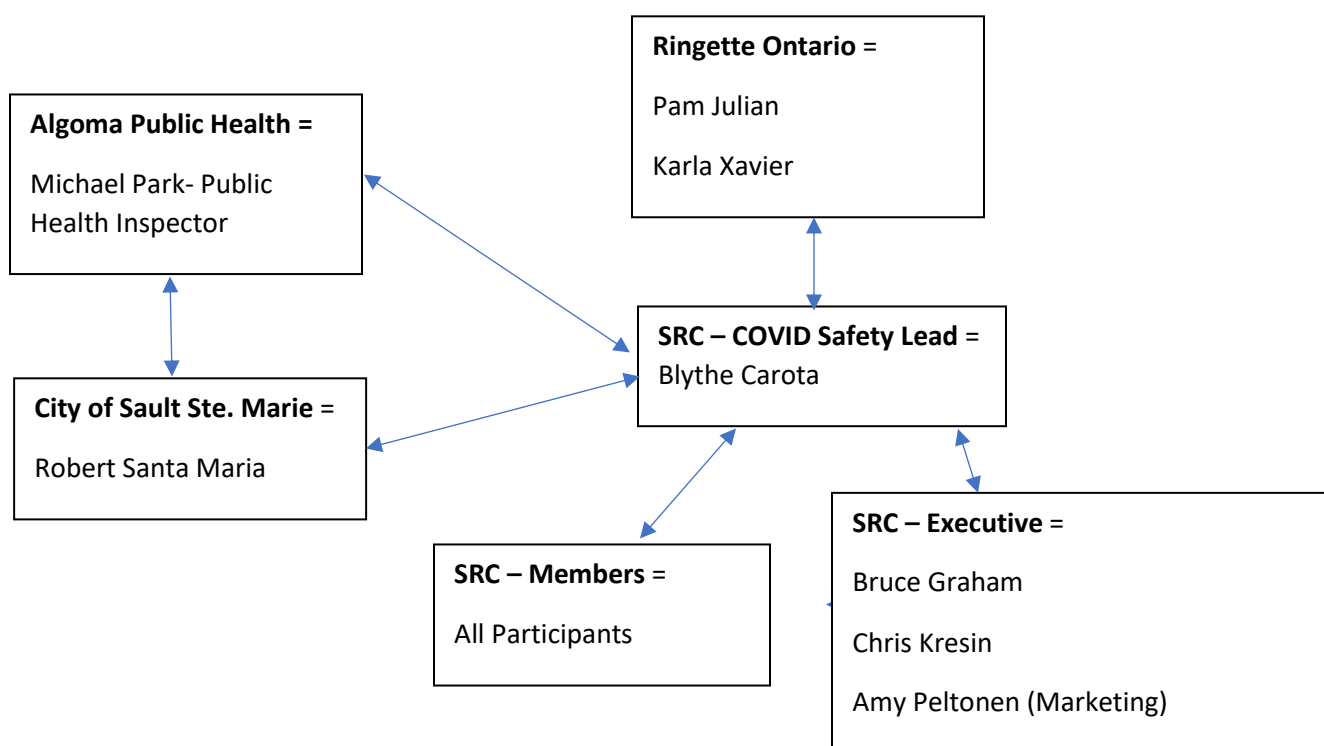 Ringette Ontario =
Pam Julian
Karla Xavier
Algoma Public Health =
Michael Park- Public
Health Inspector
SRC – COVID Safety Lead =
Blythe Carota
City of Sault Ste. Marie =
Robert Santa Maria
SRC – Members =
All Participants
SRC – Executive =
Bruce Graham
Chris Kresin
Amy Peltonen (Marketing)